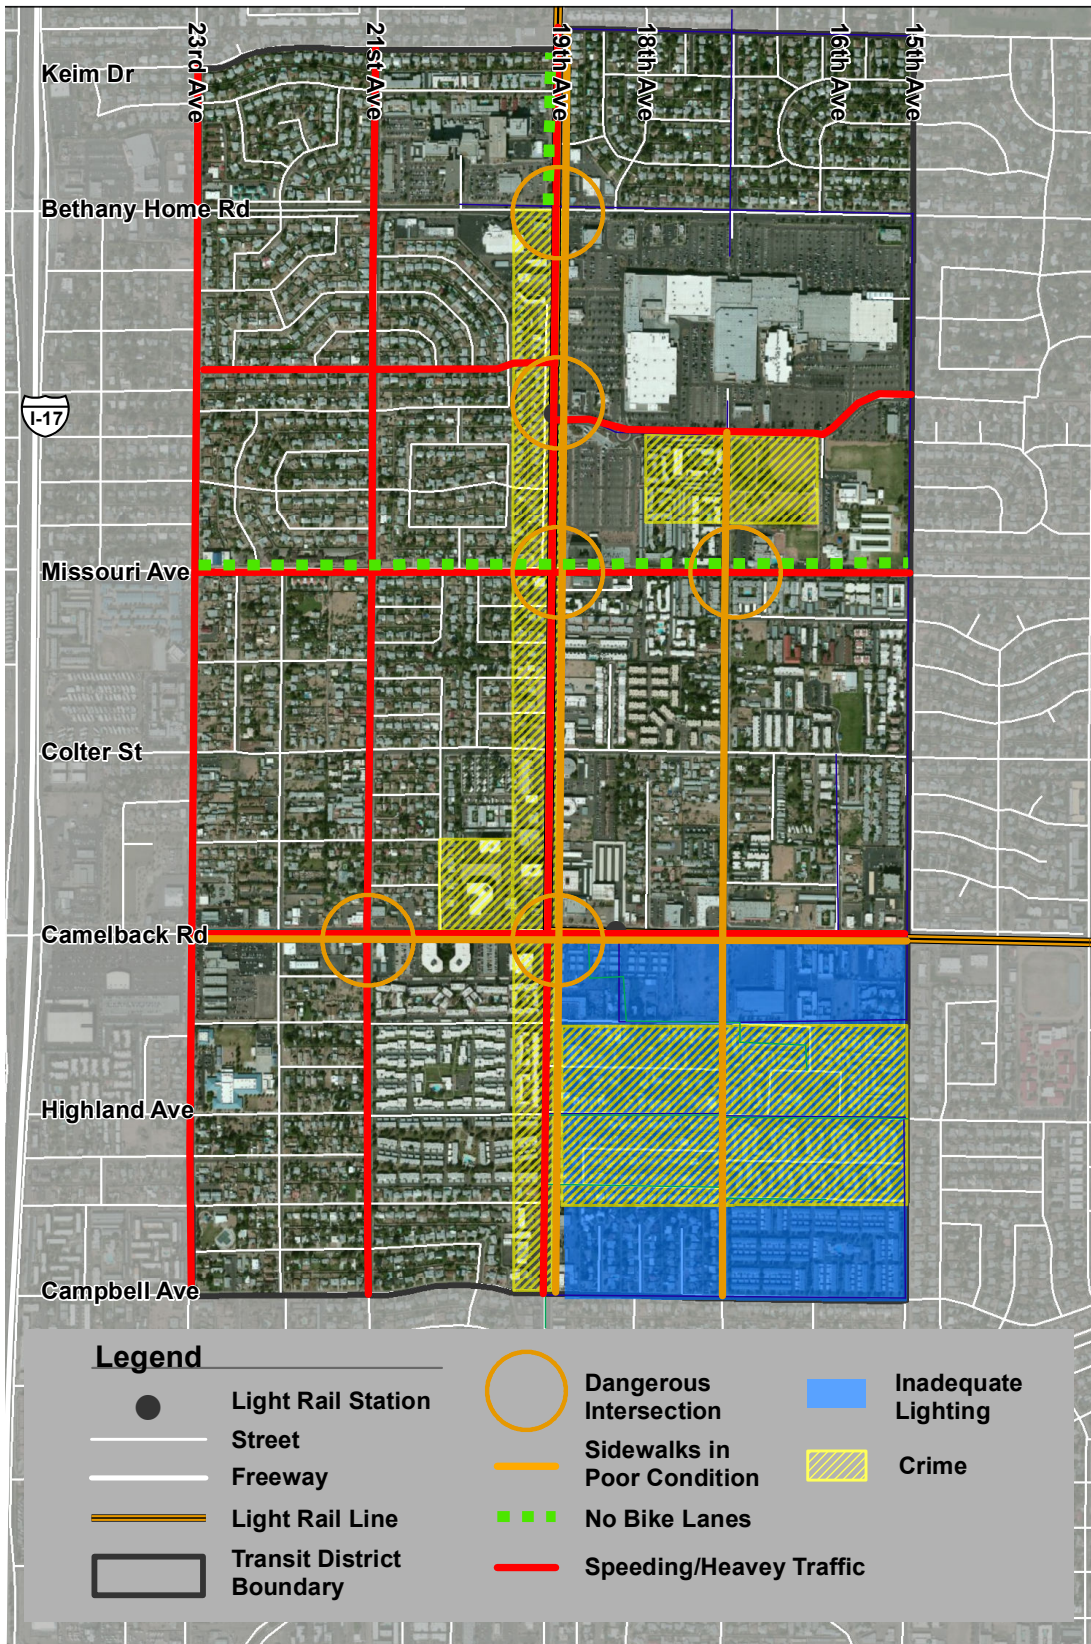 23rd Ave
21st Ave
19th Ave
18th Ave
16th Ave
15th Ave
Keim Dr
Bethany Home Rd
I-17
Missouri Ave
Colter St
Camelback Rd
Highland Ave
Campbell Ave
Legend
Light Rail Station
Street
Freeway
Light Rail Line
Transit District
Boundary
Dangerous
Intersection
Sidewalks in
Poor Condition
No Bike Lanes
Speeding/Heavey Traffic
Inadequate
Lighting
Crime